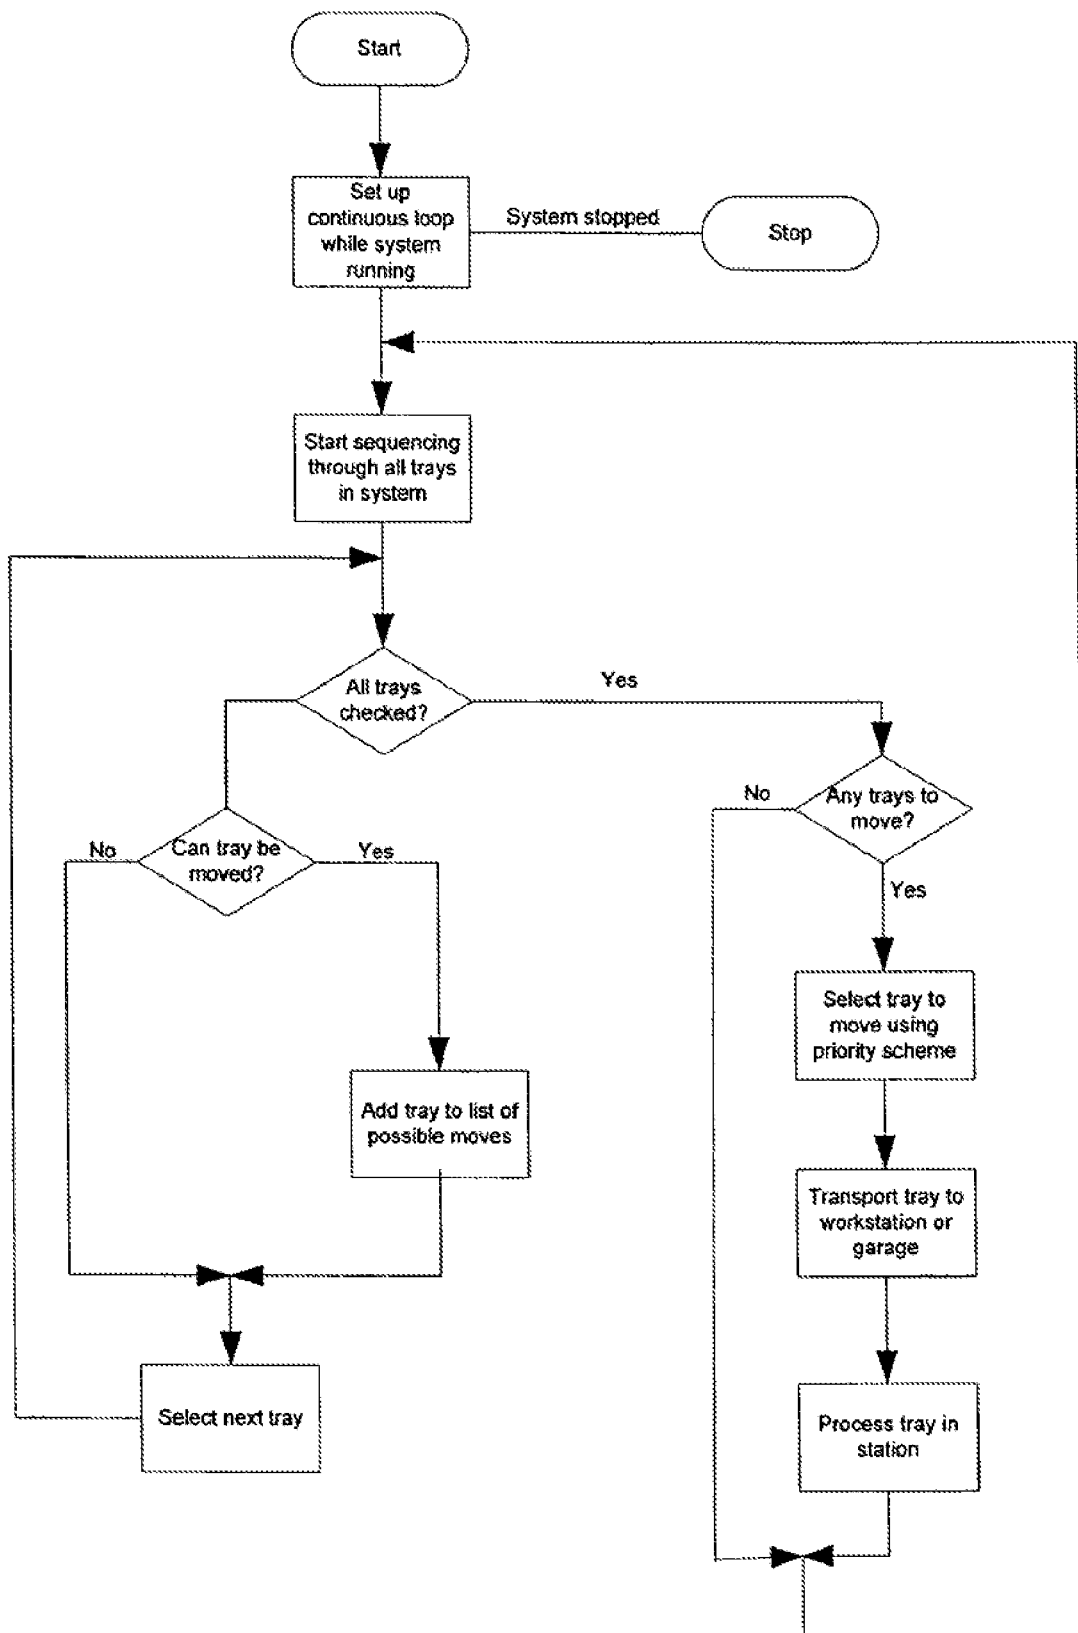 Start
Set up
continuous loop
while system
running
System stopped
Stop
Start sequencing
through all trays
in system
All trays
checked?
Yes
Any trays to
move?
No
Yes
Can tray be
moved?
No
Yes
Select tray to
move using
priority scheme
Add tray to list of
possible moves
Transport tray to
workstation or
garage
Select next tray
Process tray in
station